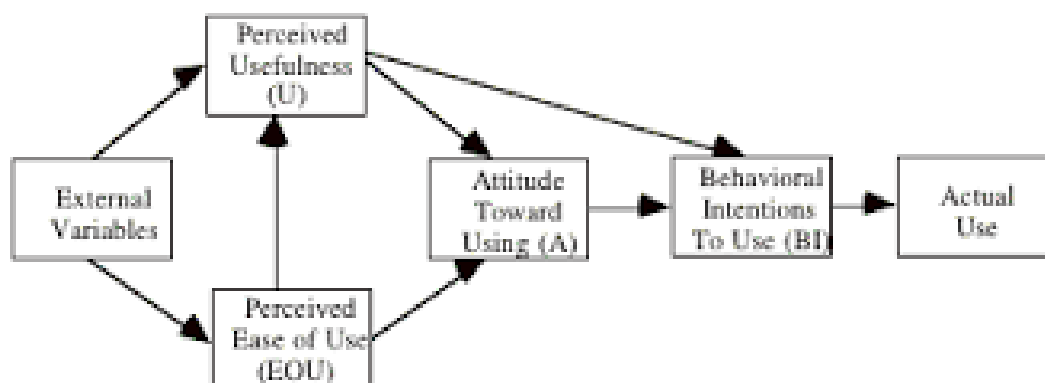 Perceived
Usefulness
(U)
External
Variables
Perceived
Ease of Use
(EOU)
Attitude
Toward
Using (A)
Behavioral
Intentions
To Use (BI)
Actual
Use